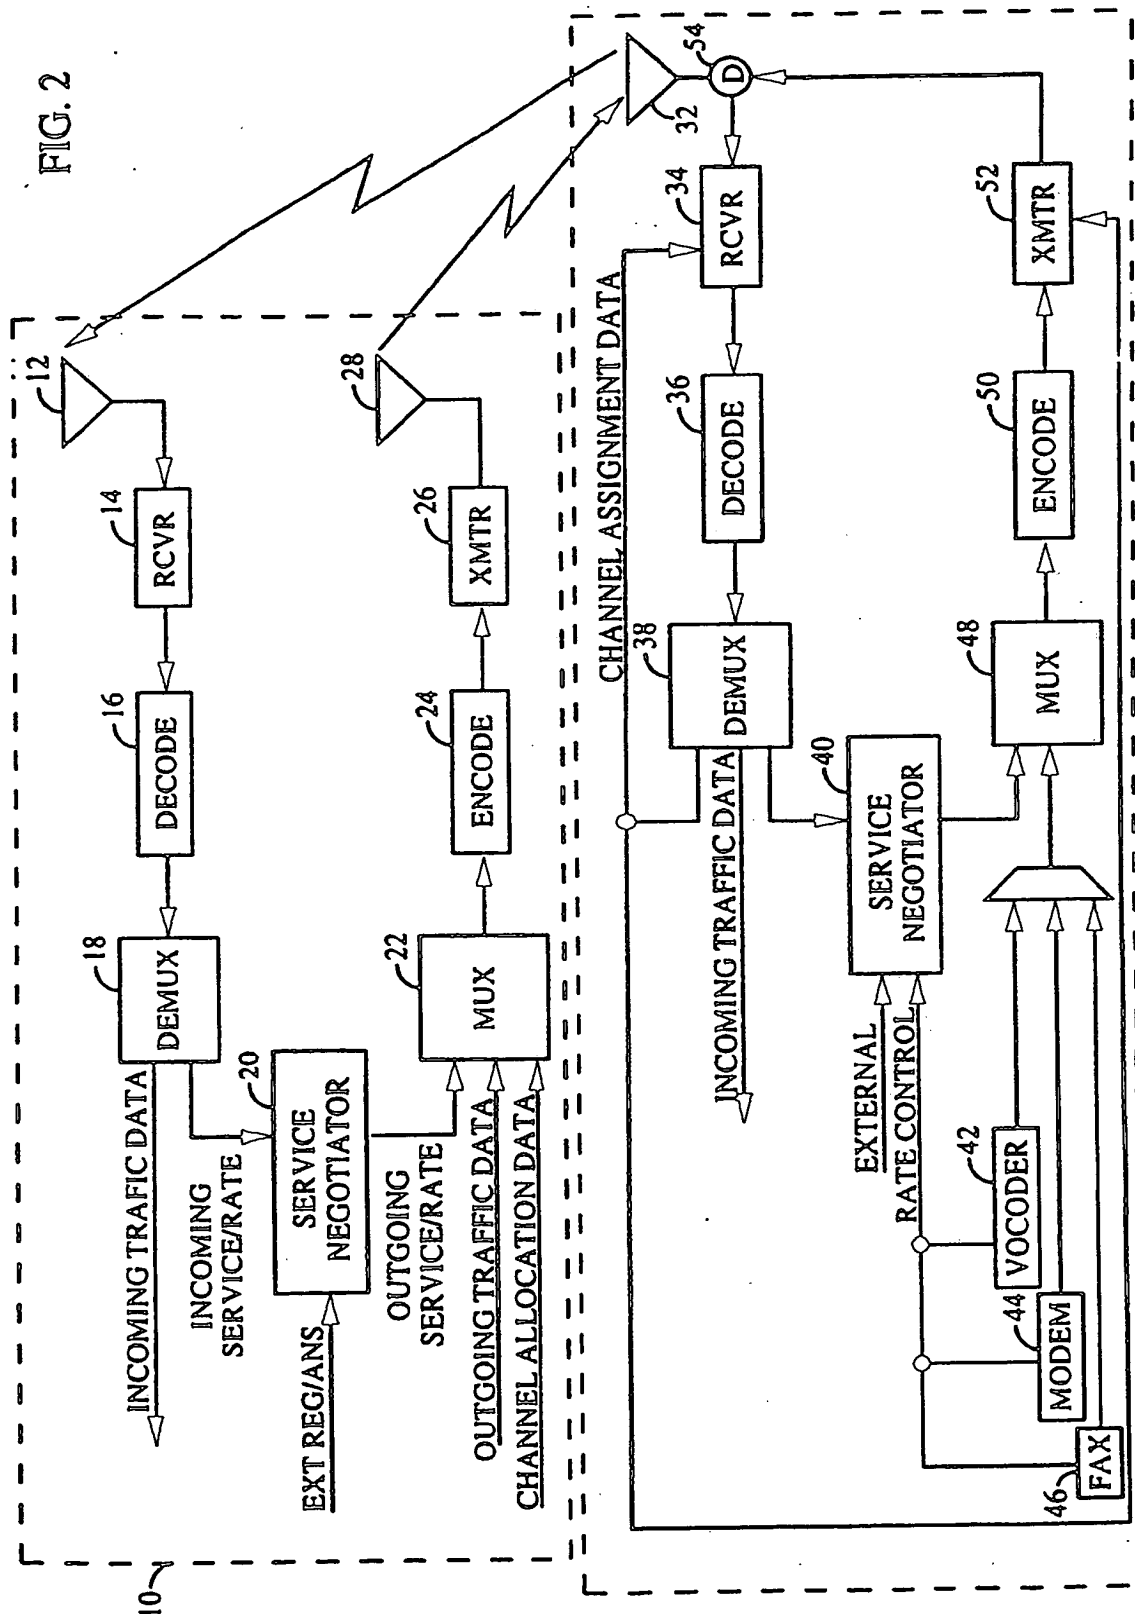 FIG. 2
10
12
RCVR
14
DECODE
16
DEMUX
18
INCOMING TRAFIC DATA
INCOMING
SERVICE/RATE
SERVICE
NEGOTIATOR
20
EXT REG/ANS
OUTGOING
SERVICE/RATE
OUTGOING TRAFFIC DATA
CHANNEL ALLOCATION DATA
MUX
22
ENCODE
24
XMTR
26
28
CHANNEL ASSIGNMENT DATA
32
D
54
RCVR
34
DECODE
36
DEMUX
38
INCOMING TRAFFIC DATA
SERVICE
NEGOTIATOR
40
EXTERNAL
RATE CONTROL
VOCODER
42
MODEM
44
FAX
46
MUX
48
ENCODE
50
XMTR
52